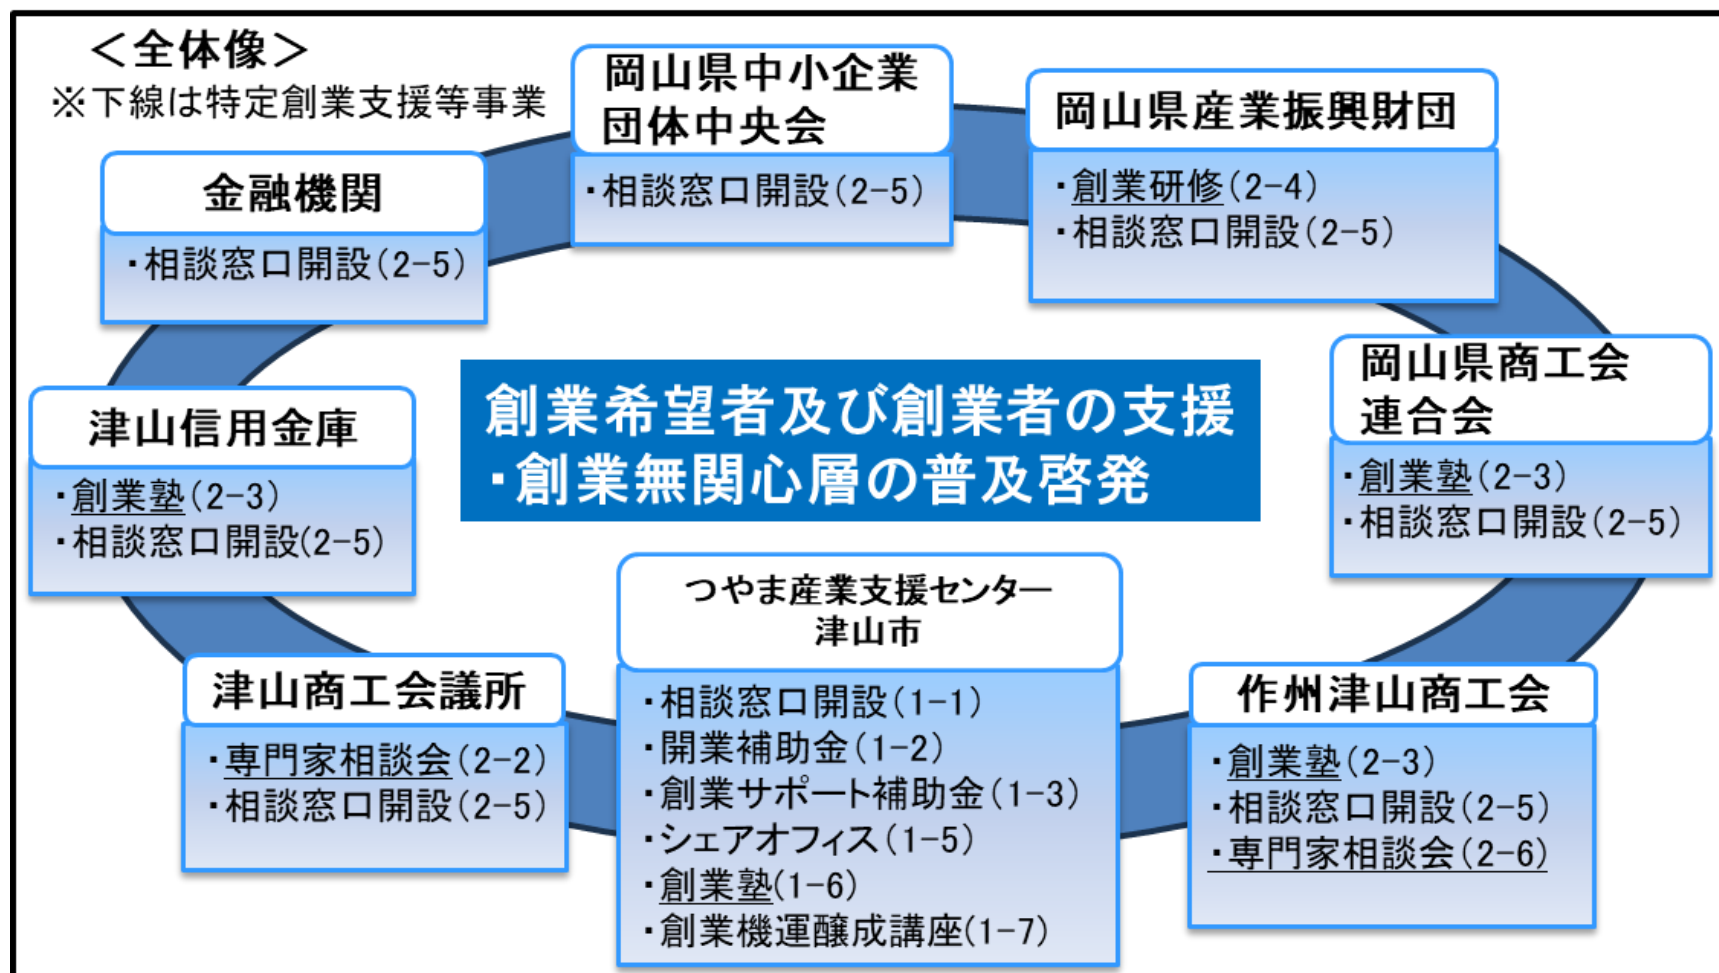 ＜全体像＞
※下線は特定創業支援等事業
岡山県中小企業
団体中央会
・相談窓口開設（2-5）
岡山県産業振興財団
・創業研修（2-4）
・相談窓口開設（2-5）
金融機関
・相談窓口開設（2-5）
岡山県商工会
連合会
・創業塾（2-3）
・相談窓口開設（2-5）
津山信用金庫
・創業塾（2-3）
・相談窓口開設(2-5)
創業希望者及び創業者の支援
・創業無関心層の普及啓発
つやま産業支援センター
津山市
・相談窓口開設（1-1）
・開業補助金（1-2）
・創業サポート補助金（1-3）
・シェアオフィス（1-5）
・創業塾(1-6)
・創業機運醸成講座(1-7)
津山商工会議所
・専門家相談会（2-2）
・相談窓口開設（2-5）
作州津山商工会
・創業塾（2-3）
・相談窓口開設（2-5）
・専門家相談会（2-6）